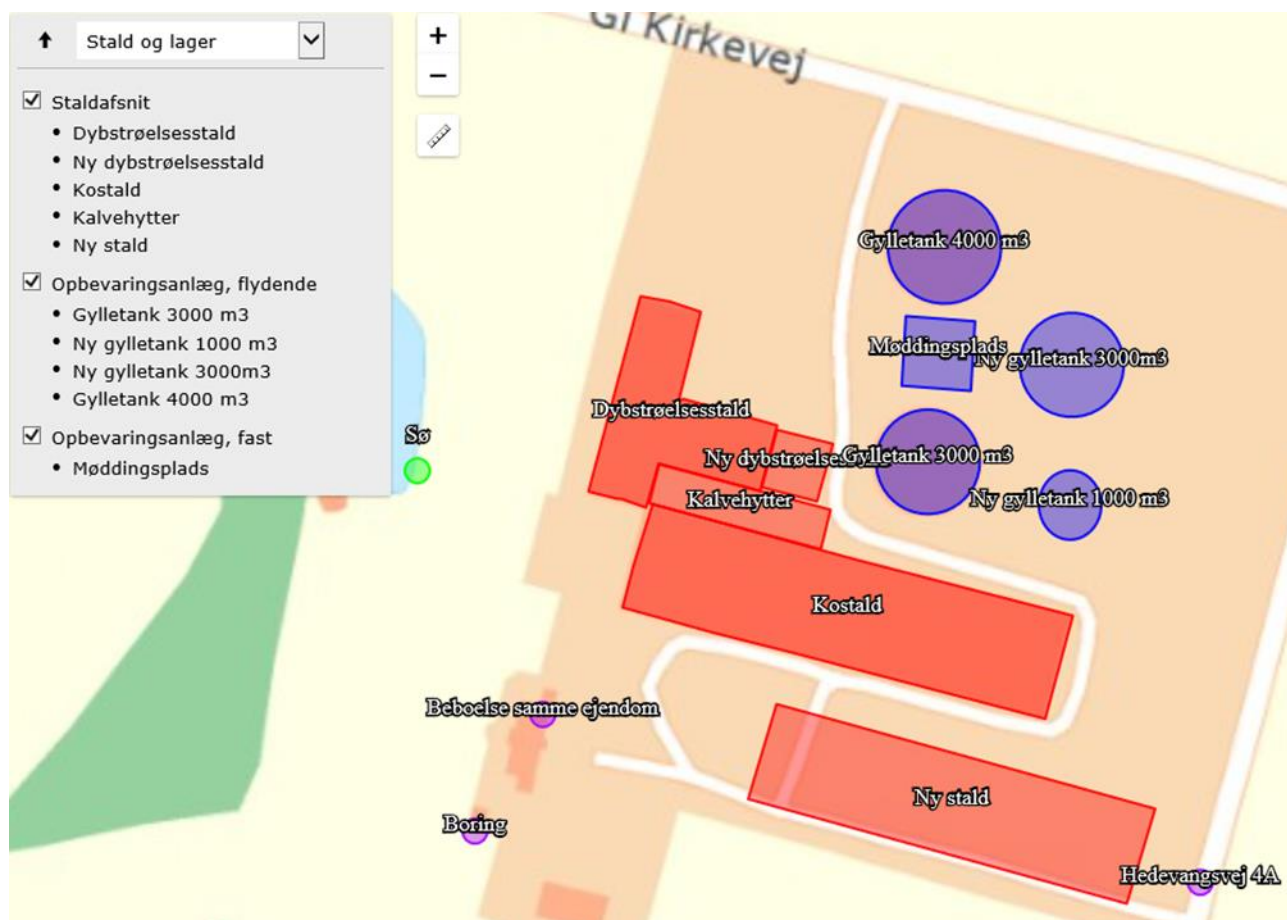 Stald og lager
Staldafsnit
Dybstrøelsesstald
Ny dybstrøelsesstald
Kostald
Kalvehytter
Ny stald
Opbevaringsanlæg, flydende
Gylletank 3000 m3
Ny gylletank 1000 m3
Ny gylletank 3000m3
Gylletank 4000 m3
Opbevaringsanlæg, fast
Møddingsplads
+
−
Gl Kirkevej
Gylletank 4000 m3
Møddingsplads
Ny gylletank 3000m3
Dybstrøelsesstald
Sø
Ny dybstrøelses
Gylletank 3000 m3
Kalvehytter
Ny gylletank 1000 m3
Kostald
Beboelse samme ejendom
Ny stald
Boring
Hedevangsvej 4A